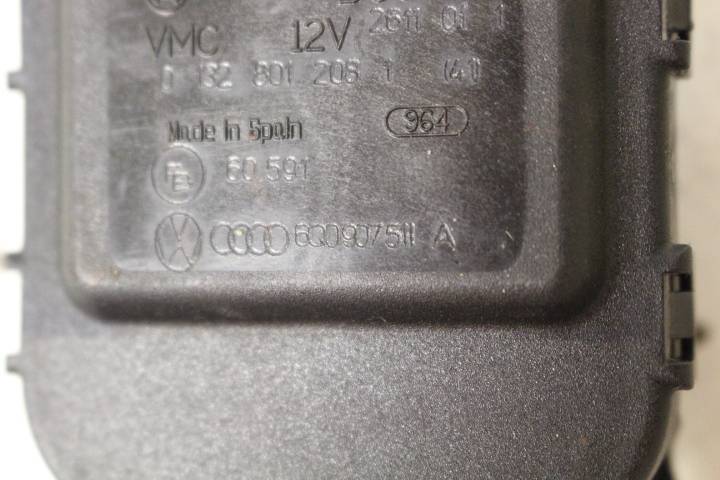 VMC 12V 2611 01 1
0 132 801 208 1 (41)
Made in Spain 964
60 591
6Q0907511 A